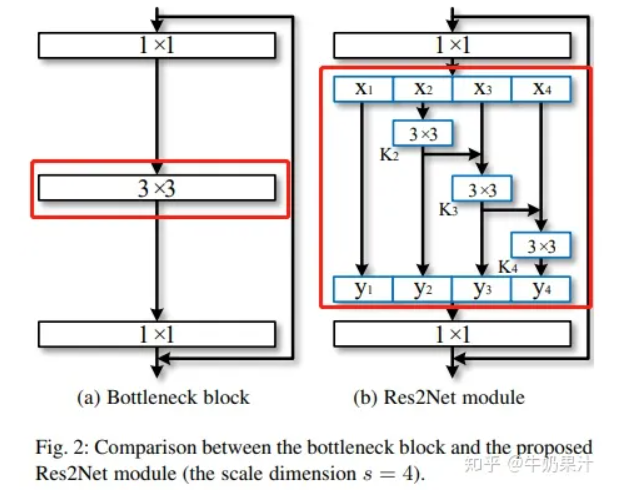 1×1
3×3
1×1
(a) Bottleneck block
1×1
x1 x2 x3 x4
3×3
K2
3×3
K3
3×3
K4
y1 y2 y3 y4
1×1
(b) Res2Net module
Fig. 2: Comparison between the bottleneck block and the proposed
Res2Net module (the scale dimension s = 4).
知乎 @牛奶果汁